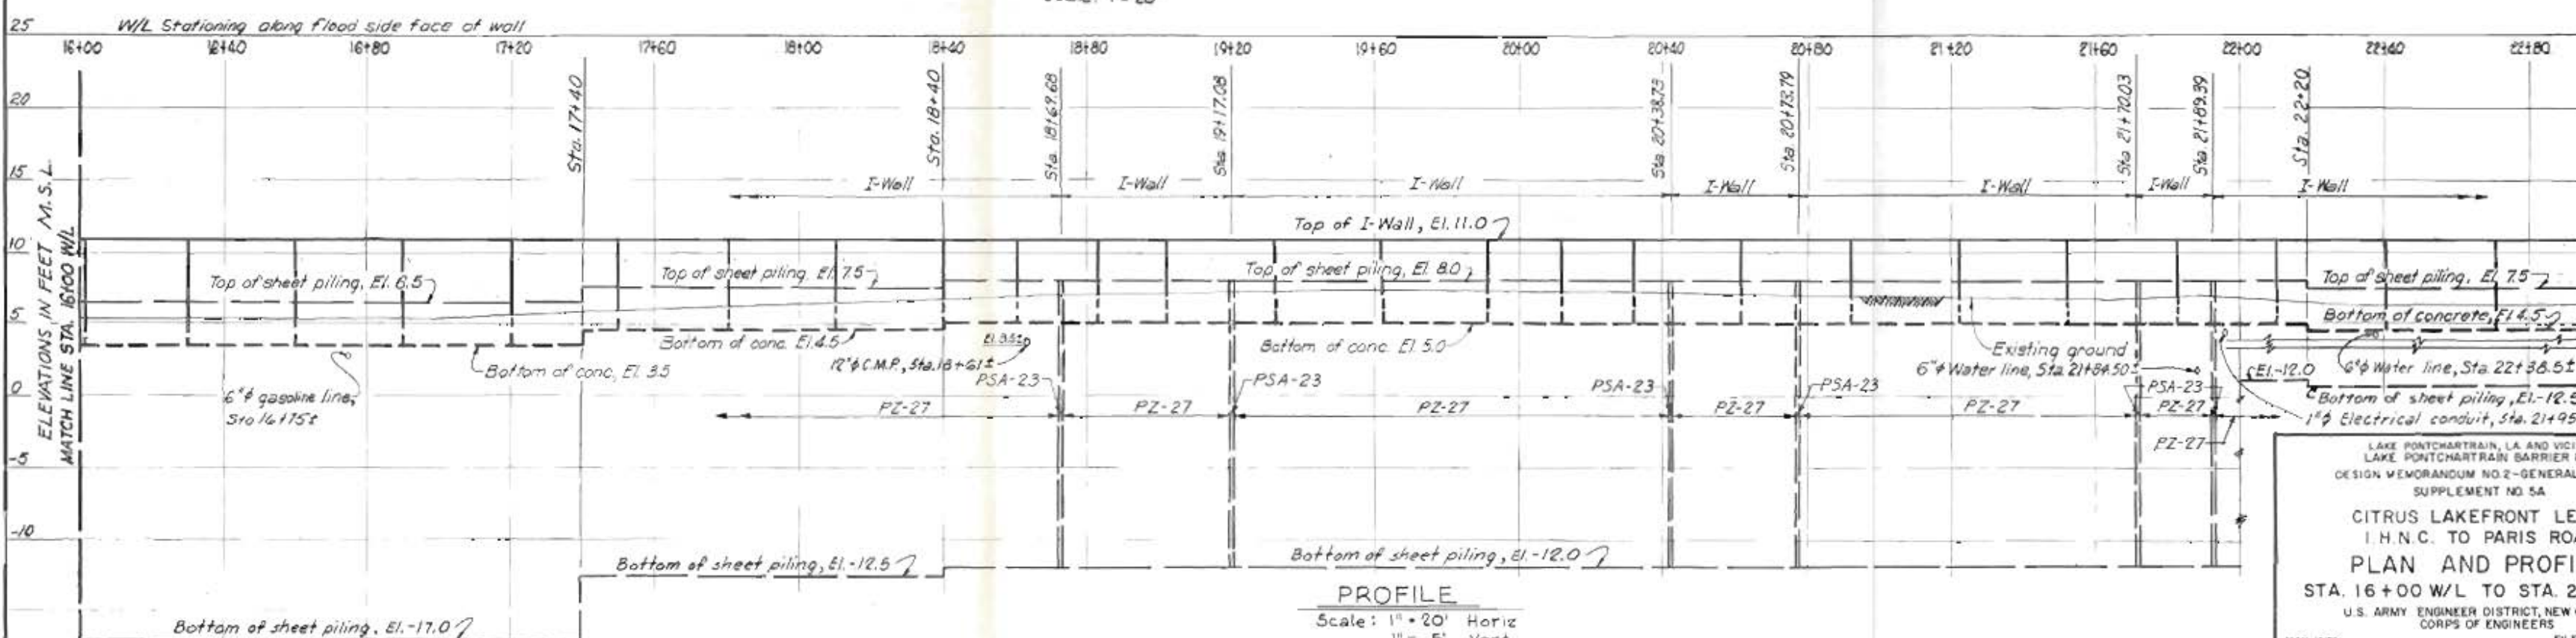 25
W/L Stationing along flood side face of wall
16+00 16+40 16+80 17+20 17+60 18+00 18+40 18+80 19+20 19+60 20+00 20+40 20+80 21+20 21+60 22+00 22+40 22+80
20
15
10
5
0
-5
-10
ELEVATIONS IN FEET M.S.L.
MATCH LINE STA. 16+00 W/L
Sta. 17+40
Sta. 18+40
Sta. 19+17.08
Sta. 20+38.73
Sta. 20+73.79
Sta. 21+70.03
Sta. 21+89.39
Sta. 22+20
I-Wall
I-Wall
I-Wall
I-Wall
I-Wall
I-Wall
I-Wall
Top of I-Wall, El. 11.0
Top of sheet piling, El. 6.5
Top of sheet piling, El. 7.5
Top of sheet piling, El. 8.0
Top of sheet piling, El. 7.5
Bottom of conc, El. 3.5
Bottom of conc. El. 4.5
Bottom of conc. El. 5.0
Bottom of concrete, El. 4.5
6"φ gasoline line,
Sta 16+75±
12"φ C.M.P., Sta. 18+61±
Existing ground
6"φ Water line, Sta. 21+84.50±
El.-12.0
6"φ Water line, Sta. 22+38.5±
PSA-23
PSA-23
PSA-23
PSA-23
PSA-23
PZ-27
PZ-27
PZ-27
PZ-27
PZ-27
PZ-27
PZ-27
Bottom of sheet piling, El.-12.5
1"φ Electrical conduit, Sta. 21+95
Bottom of sheet piling, El.-12.5
Bottom of sheet piling, El.-12.0
Bottom of sheet piling, El.-17.0
PROFILE
Scale: 1" = 20' Horiz
LAKE PONTCHARTRAIN, LA. AND VICI
LAKE PONTCHARTRAIN BARRIER
DESIGN MEMORANDUM NO. 2-GENERAL
SUPPLEMENT NO. 5A
CITRUS LAKEFRONT LE
I.H.N.C. TO PARIS RO
PLAN AND PROFI
STA. 16+00 W/L TO STA. 2
U.S. ARMY ENGINEER DISTRICT, NEW
CORPS OF ENGINEERS